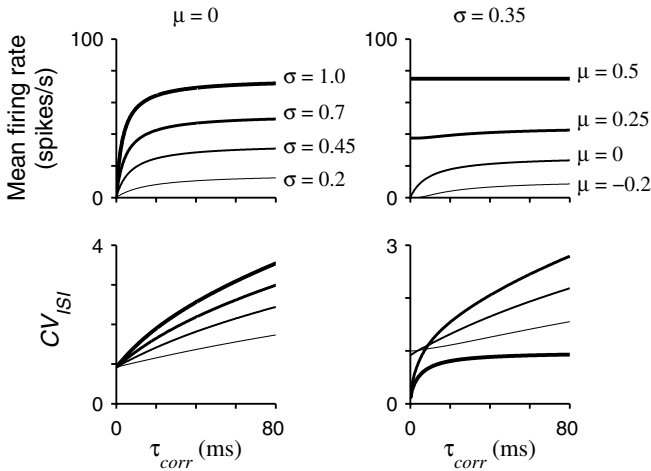 μ = 0
σ = 0.35
Mean firing rate
(spikes/s)
100
0
σ = 1.0
σ = 0.7
σ = 0.45
σ = 0.2
100
0
μ = 0.5
μ = 0.25
μ = 0
μ = −0.2
CV_ISI
4
0
0
80
τ_corr (ms)
3
0
0
80
τ_corr (ms)